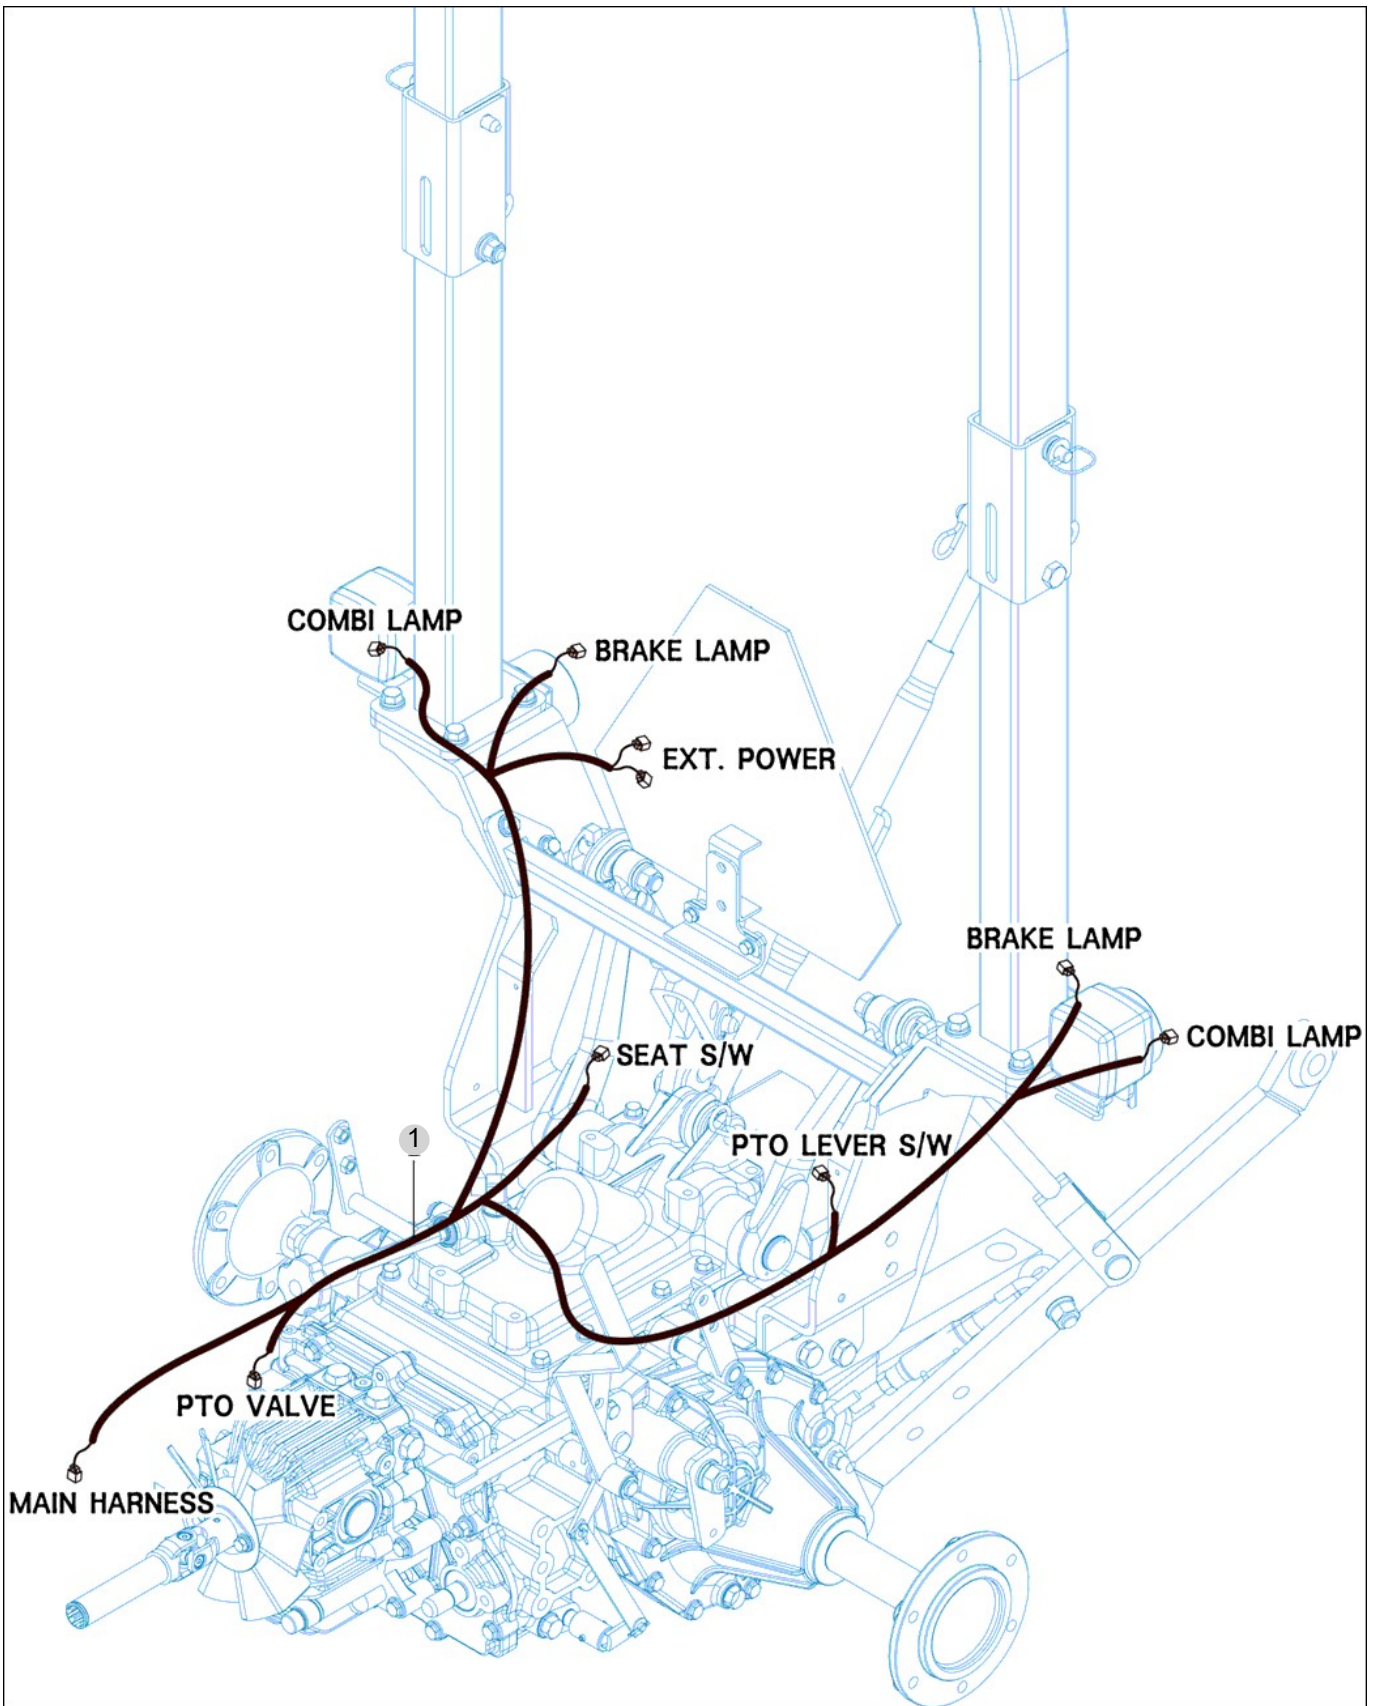 COMBI LAMP
BRAKE LAMP
EXT. POWER
BRAKE LAMP
COMBI LAMP
SEAT S/W
1
PTO LEVER S/W
PTO VALVE
MAIN HARNESS